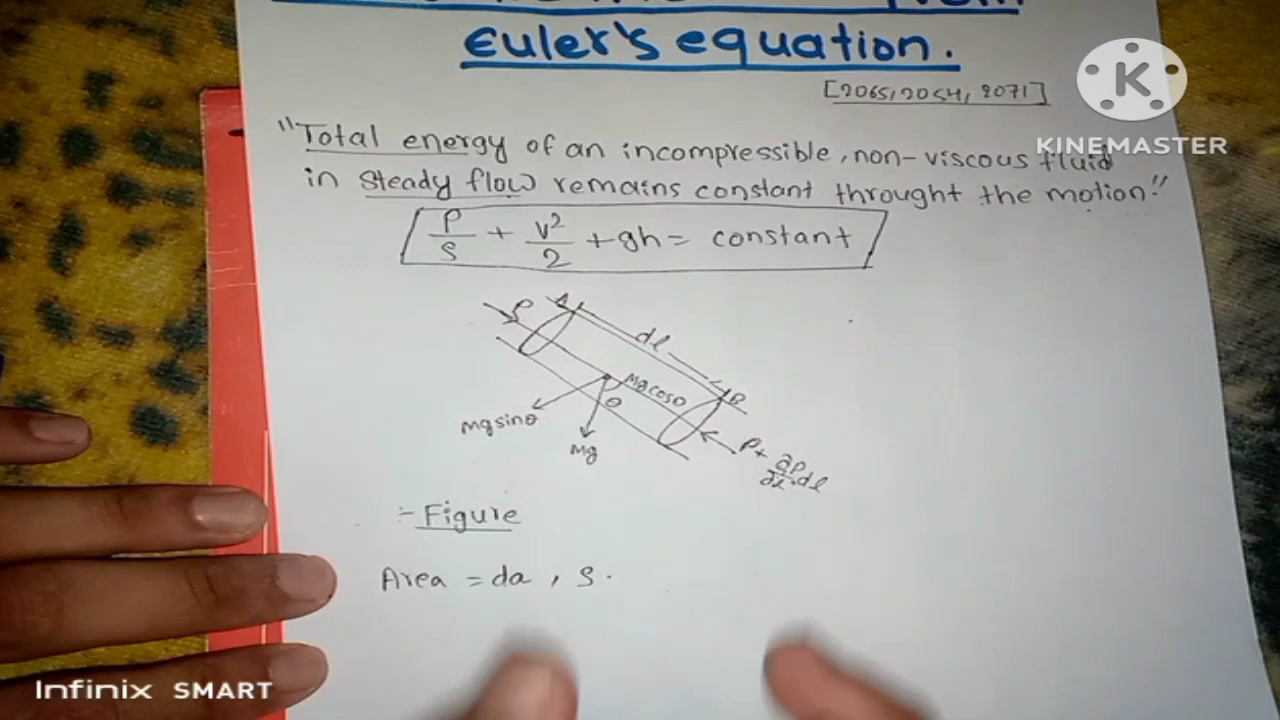 Euler's equation.
[2065, 2054, 2071]
KINEMASTER
"Total energy of an incompressible, non-viscous fluid
in steady flow remains constant throught the motion."
P/S + v²/2 + gh = constant
P
A
dl
B
Mg cosθ
θ
Mg sinθ
Mg
P + ∂P/∂l . dl
:- Figure
Area = da , S .
Infinix SMART